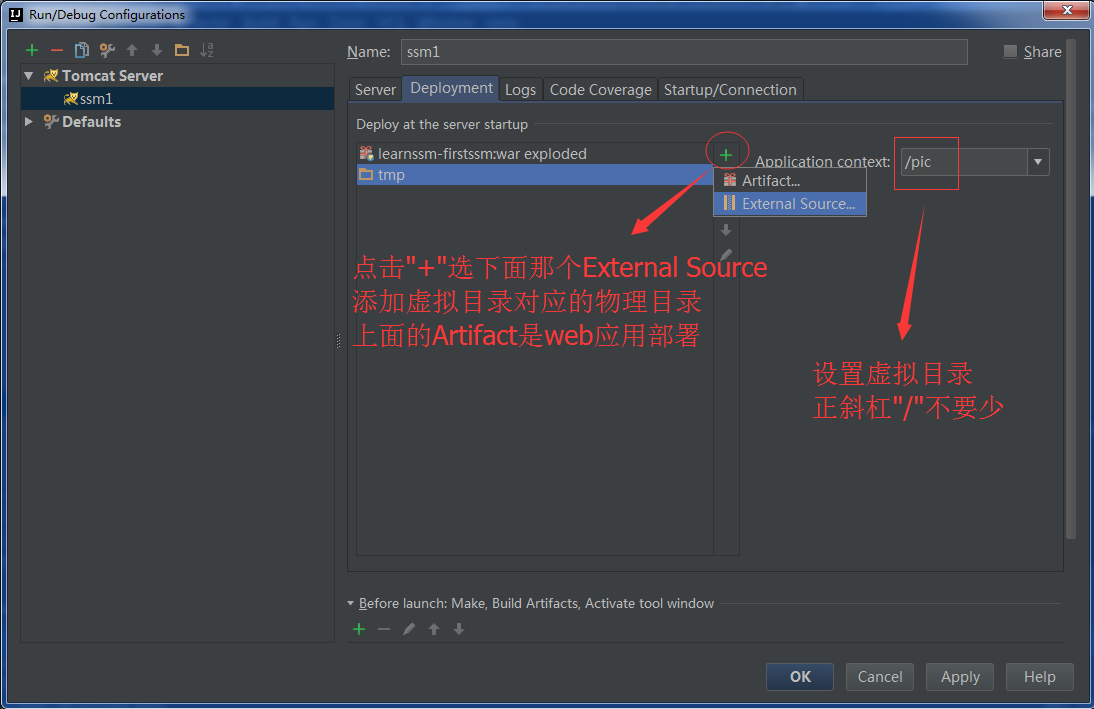 Run/Debug Configurations
Name: ssm1
Share
Tomcat Server
ssm1
Defaults
Server Deployment Logs Code Coverage Startup/Connection
Deploy at the server startup
learnssm-firstssm:war exploded
tmp
Application context: /pic
Artifact...
External Source...
点击"+"选下面那个External Source
添加虚拟目录对应的物理目录
上面的Artifact是web应用部署
设置虚拟目录
正斜杠"/"不要少
Before launch: Make, Build Artifacts, Activate tool window
OK Cancel Apply Help